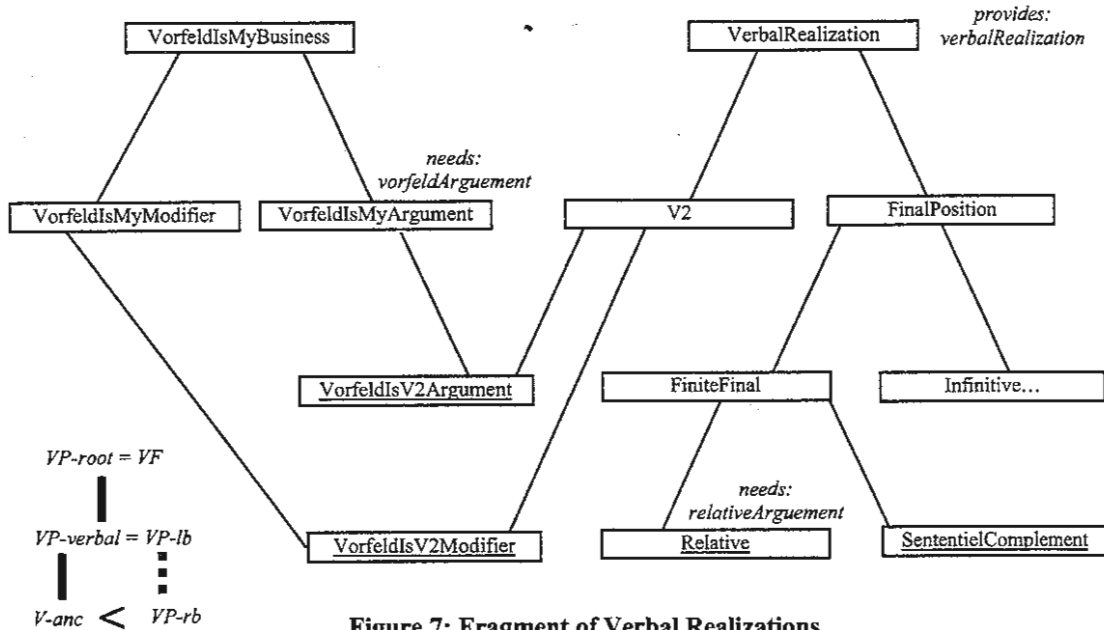 VorfeldIsMyBusiness
VerbalRealization
provides:
verbalRealization
needs:
vorfeldArguement
VorfeldIsMyModifier
VorfeldIsMyArgument
V2
FinalPosition
VorfeldIsV2Argument
FiniteFinal
Infinitive...
VP-root = VF
VP-verbal = VP-lb
V-anc < VP-rb
needs:
relativeArguement
VorfeldIsV2Modifier
Relative
SententielComplement
Figure 7: Fragment of Verbal Realizations